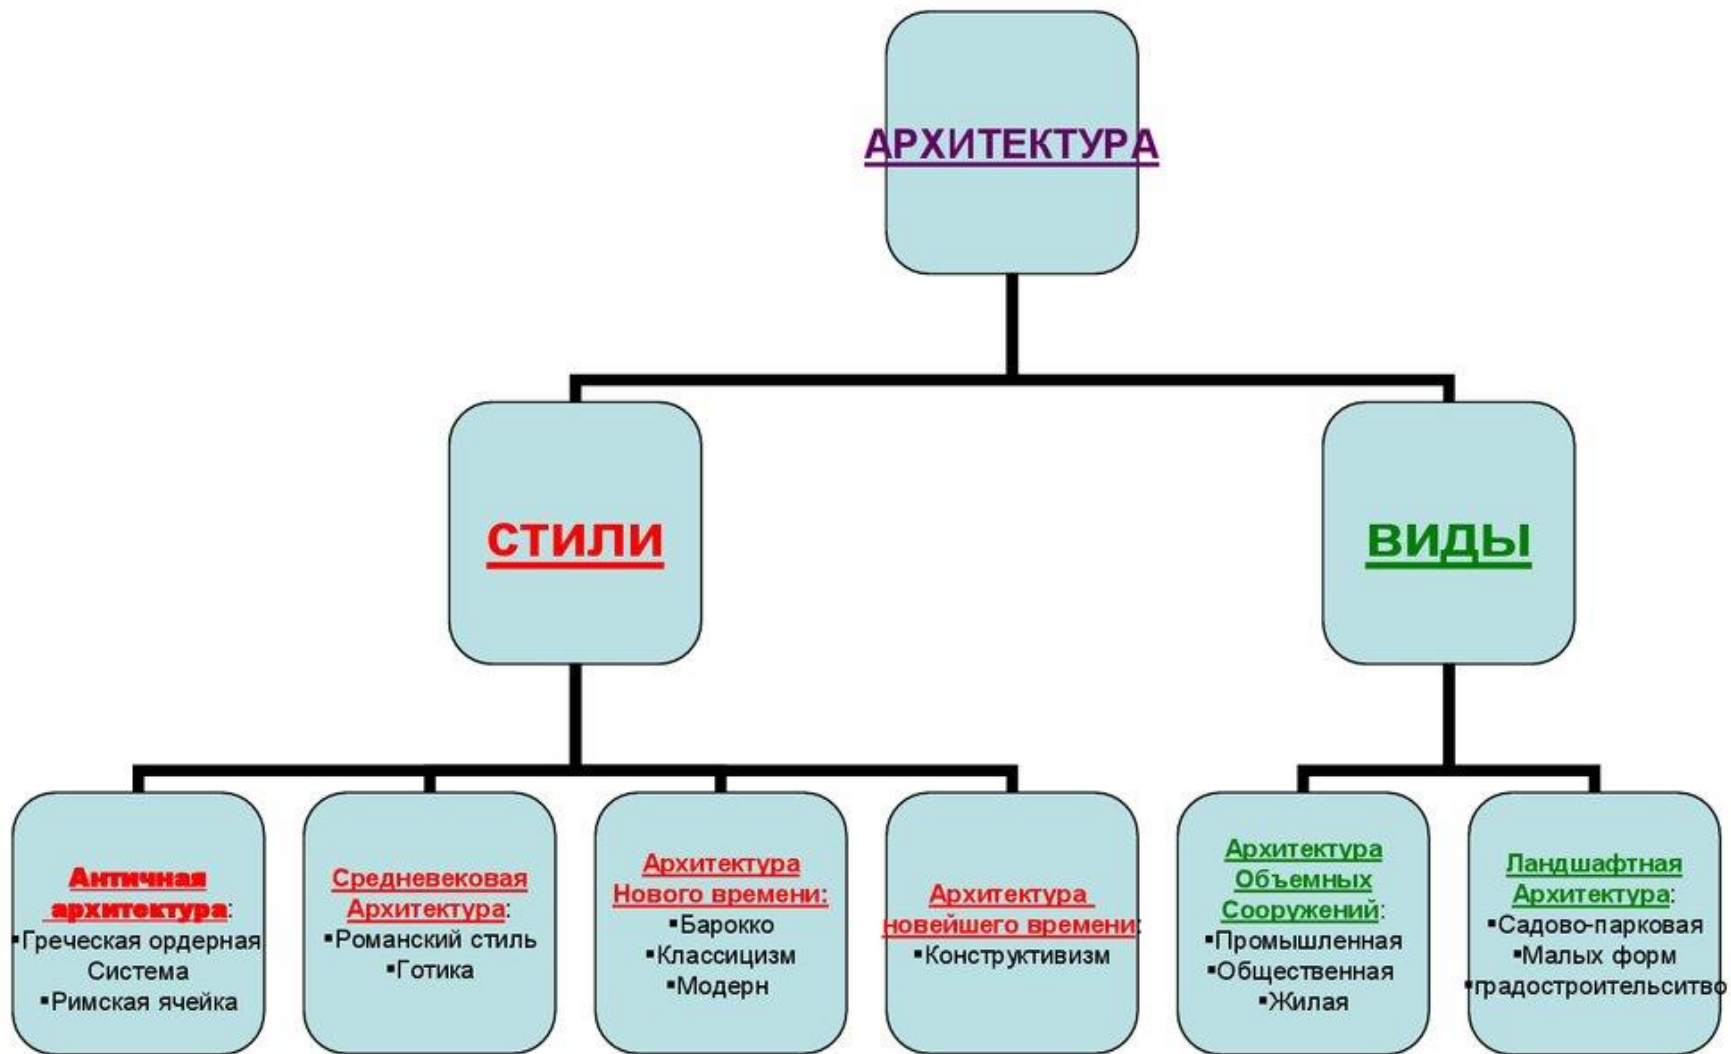 АРХИТЕКТУРА
СТИЛИ
ВИДЫ
Античная
архитектура:
▪Греческая ордерная
Система
▪Римская ячейка
Средневековая
Архитектура:
▪Романский стиль
▪Готика
Архитектура
Нового времени:
▪Барокко
▪Классицизм
▪Модерн
Архитектура
новейшего времени:
▪Конструктивизм
Архитектура
Объемных
Сооружений:
▪Промышленная
▪Общественная
▪Жилая
Ландшафтная
Архитектура:
▪Садово-парковая
▪Малых форм
▪градостроительситво